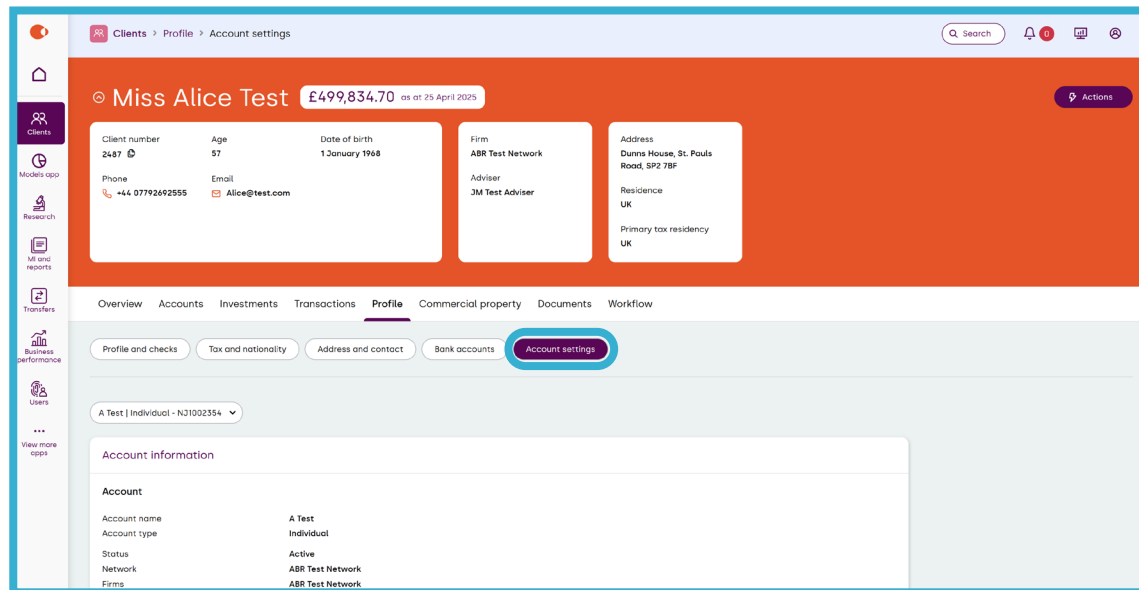 Clients > Profile > Account settings
Search
0
Miss Alice Test
£499,834.70 as at 25 April 2025
Actions
Clients
Models app
Research
MI and
reports
Transfers
Business
performance
Users
View more
apps
Client number
2487
Age
57
Date of birth
1 January 1968
Phone
+44 07792692555
Email
Alice@test.com
Firm
ABR Test Network
Adviser
JM Test Adviser
Address
Dunns House, St. Pauls
Road, SP2 7BF
Residence
UK
Primary tax residency
UK
Overview Accounts Investments Transactions Profile Commercial property Documents Workflow
Profile and checks Tax and nationality Address and contact Bank accounts Account settings
A Test | Individual - NJ1002354
Account information
Account
Account name A Test
Account type Individual
Status Active
Network ABR Test Network
Firms ABR Test Network